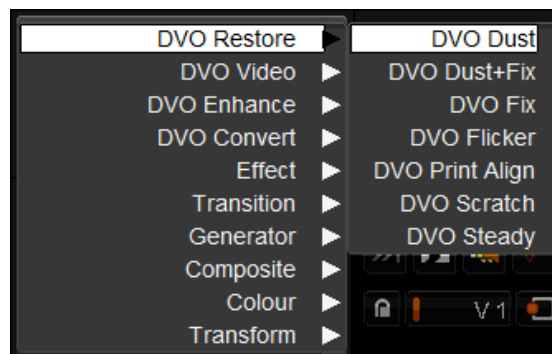 DVO Restore
DVO Video
DVO Enhance
DVO Convert
Effect
Transition
Generator
Composite
Colour
Transform
DVO Dust
DVO Dust+Fix
DVO Fix
DVO Flicker
DVO Print Align
DVO Scratch
DVO Steady
V 1